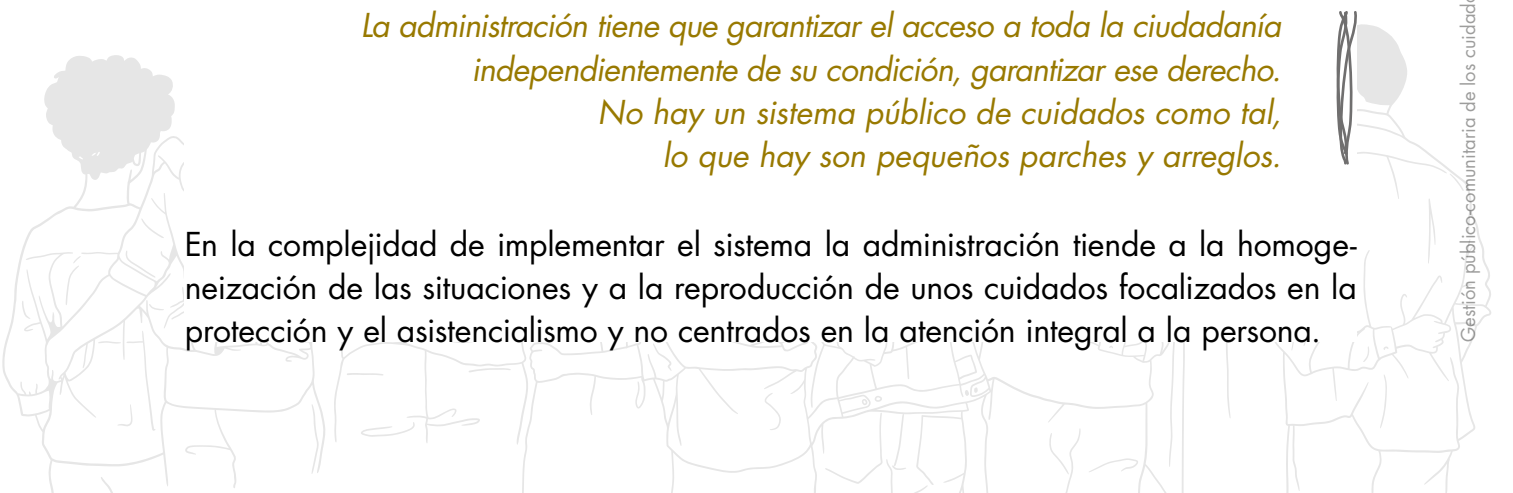 La administración tiene que garantizar el acceso a toda la ciudadanía
independientemente de su condición, garantizar ese derecho.
No hay un sistema público de cuidados como tal,
lo que hay son pequeños parches y arreglos.
En la complejidad de implementar el sistema la administración tiende a la homoge-
neización de las situaciones y a la reproducción de unos cuidados focalizados en la
protección y el asistencialismo y no centrados en la atención integral a la persona.
Gestión público-comunitaria de los cuidado